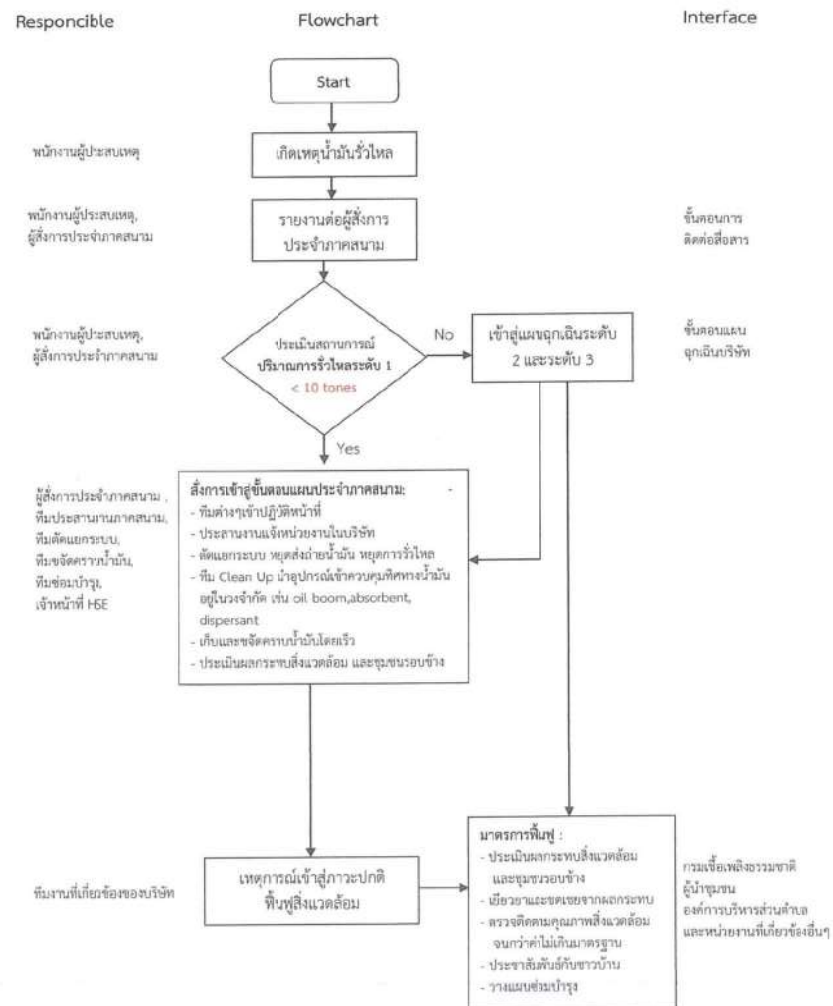 Responcible
Flowchart
Interface
Start
พนักงานผู้ประสบเหตุ
เกิดเหตุน้ำมันรั่วไหล
พนักงานผู้ประสบเหตุ,
ผู้สั่งการประจำภาคสนาม
รายงานต่อผู้สั่งการ
ประจำภาคสนาม
ขั้นตอนการ
ติดต่อสื่อสาร
พนักงานผู้ประสบเหตุ,
ผู้สั่งการประจำภาคสนาม
ประเมินสถานการณ์
ปริมาณการรั่วไหลระดับ 1
< 10 tones
No
เข้าสู่แผนฉุกเฉินระดับ
2 และระดับ 3
ขั้นตอนแผน
ฉุกเฉินบริษัท
Yes
ผู้สั่งการประจำภาคสนาม ,
ทีมประสานงานภาคสนาม,
ทีมตัดแยกระบบ,
ทีมขจัดคราบน้ำมัน,
ทีมซ่อมบำรุง,
เจ้าหน้าที่ HSE
สั่งการเข้าสู่ขั้นตอนแผนประจำภาคสนาม: -
- ทีมต่างๆเข้าปฏิบัติหน้าที่
- ประสานงานแจ้งหน่วยงานในบริษัท
- ตัดแยกระบบ หยุดส่งถ่ายน้ำมัน หยุดการรั่วไหล
- ทีม Clean Up นำอุปกรณ์เข้าควบคุมทิศทางน้ำมัน
อยู่ในวงจำกัด เช่น oil boom,absorbent,
dispersant
- เก็บและขจัดคราบน้ำมันโดยเร็ว
- ประเมินผลกระทบสิ่งแวดล้อม และชุมชนรอบข้าง
ทีมงานที่เกี่ยวข้องของบริษัท
เหตุการณ์เข้าสู่ภาวะปกติ
ฟื้นฟูสิ่งแวดล้อม
มาตรการฟื้นฟู :
- ประเมินผลกระทบสิ่งแวดล้อม
และชุมชนรอบข้าง
- เยียวยาและชดเชยจากผลกระทบ
- ตรวจติดตามคุณภาพสิ่งแวดล้อม
จนกว่าค่าไม่เกินมาตรฐาน
- ประชาสัมพันธ์กับชาวบ้าน
- วางแผนซ่อมบำรุง
กรมเชื้อเพลิงธรรมชาติ
ผู้นำชุมชน
องค์การบริหารส่วนตำบล
และหน่วยงานที่เกี่ยวข้องอื่นๆ